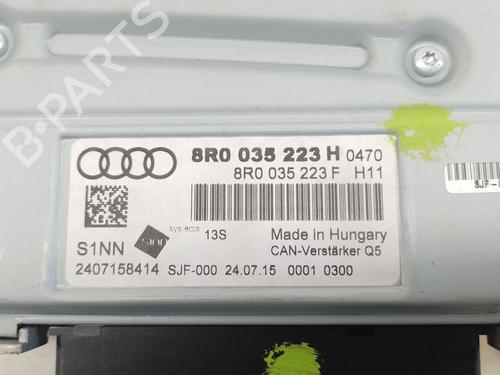 B-PARTS
8R0 035 223 H 0470
8R0 035 223 F H11
systems 13S
Made in Hungary
S1NN
CAN-Verstärker Q5
2407158414 SJF-000 24.07.15 0001 0300
SJF-